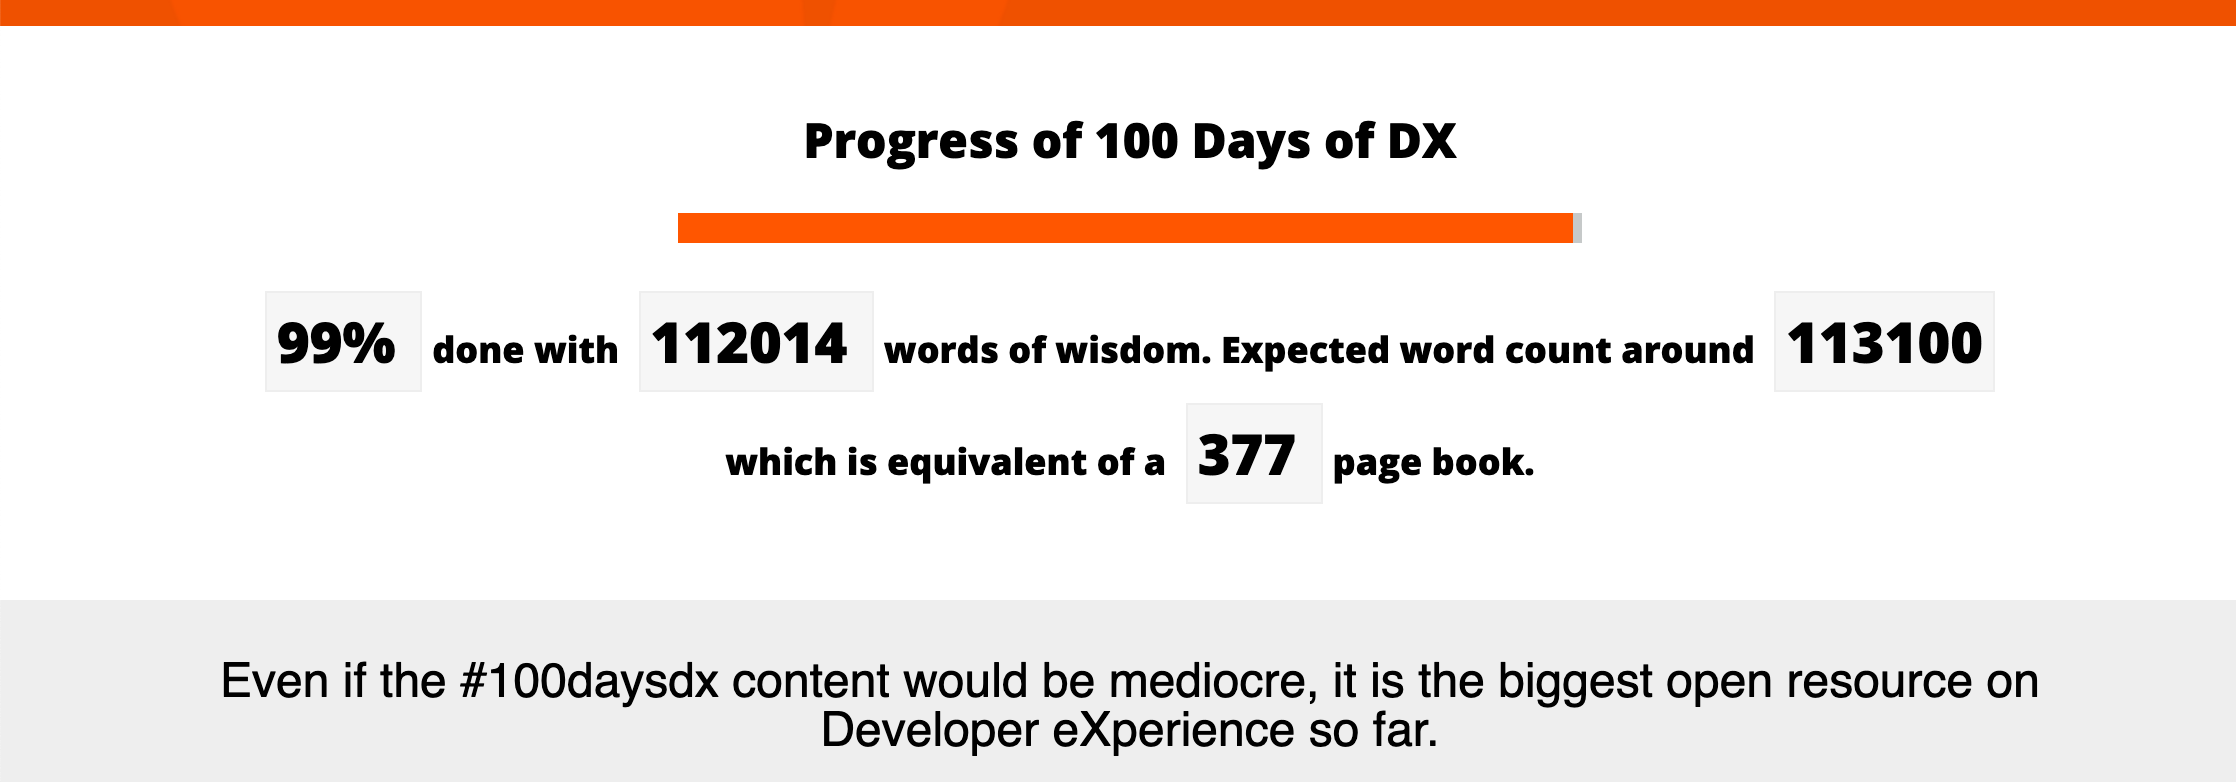 Progress of 100 Days of DX
99% done with 112014 words of wisdom. Expected word count around 113100
which is equivalent of a 377 page book.
Even if the #100daysdx content would be mediocre, it is the biggest open resource on
Developer eXperience so far.